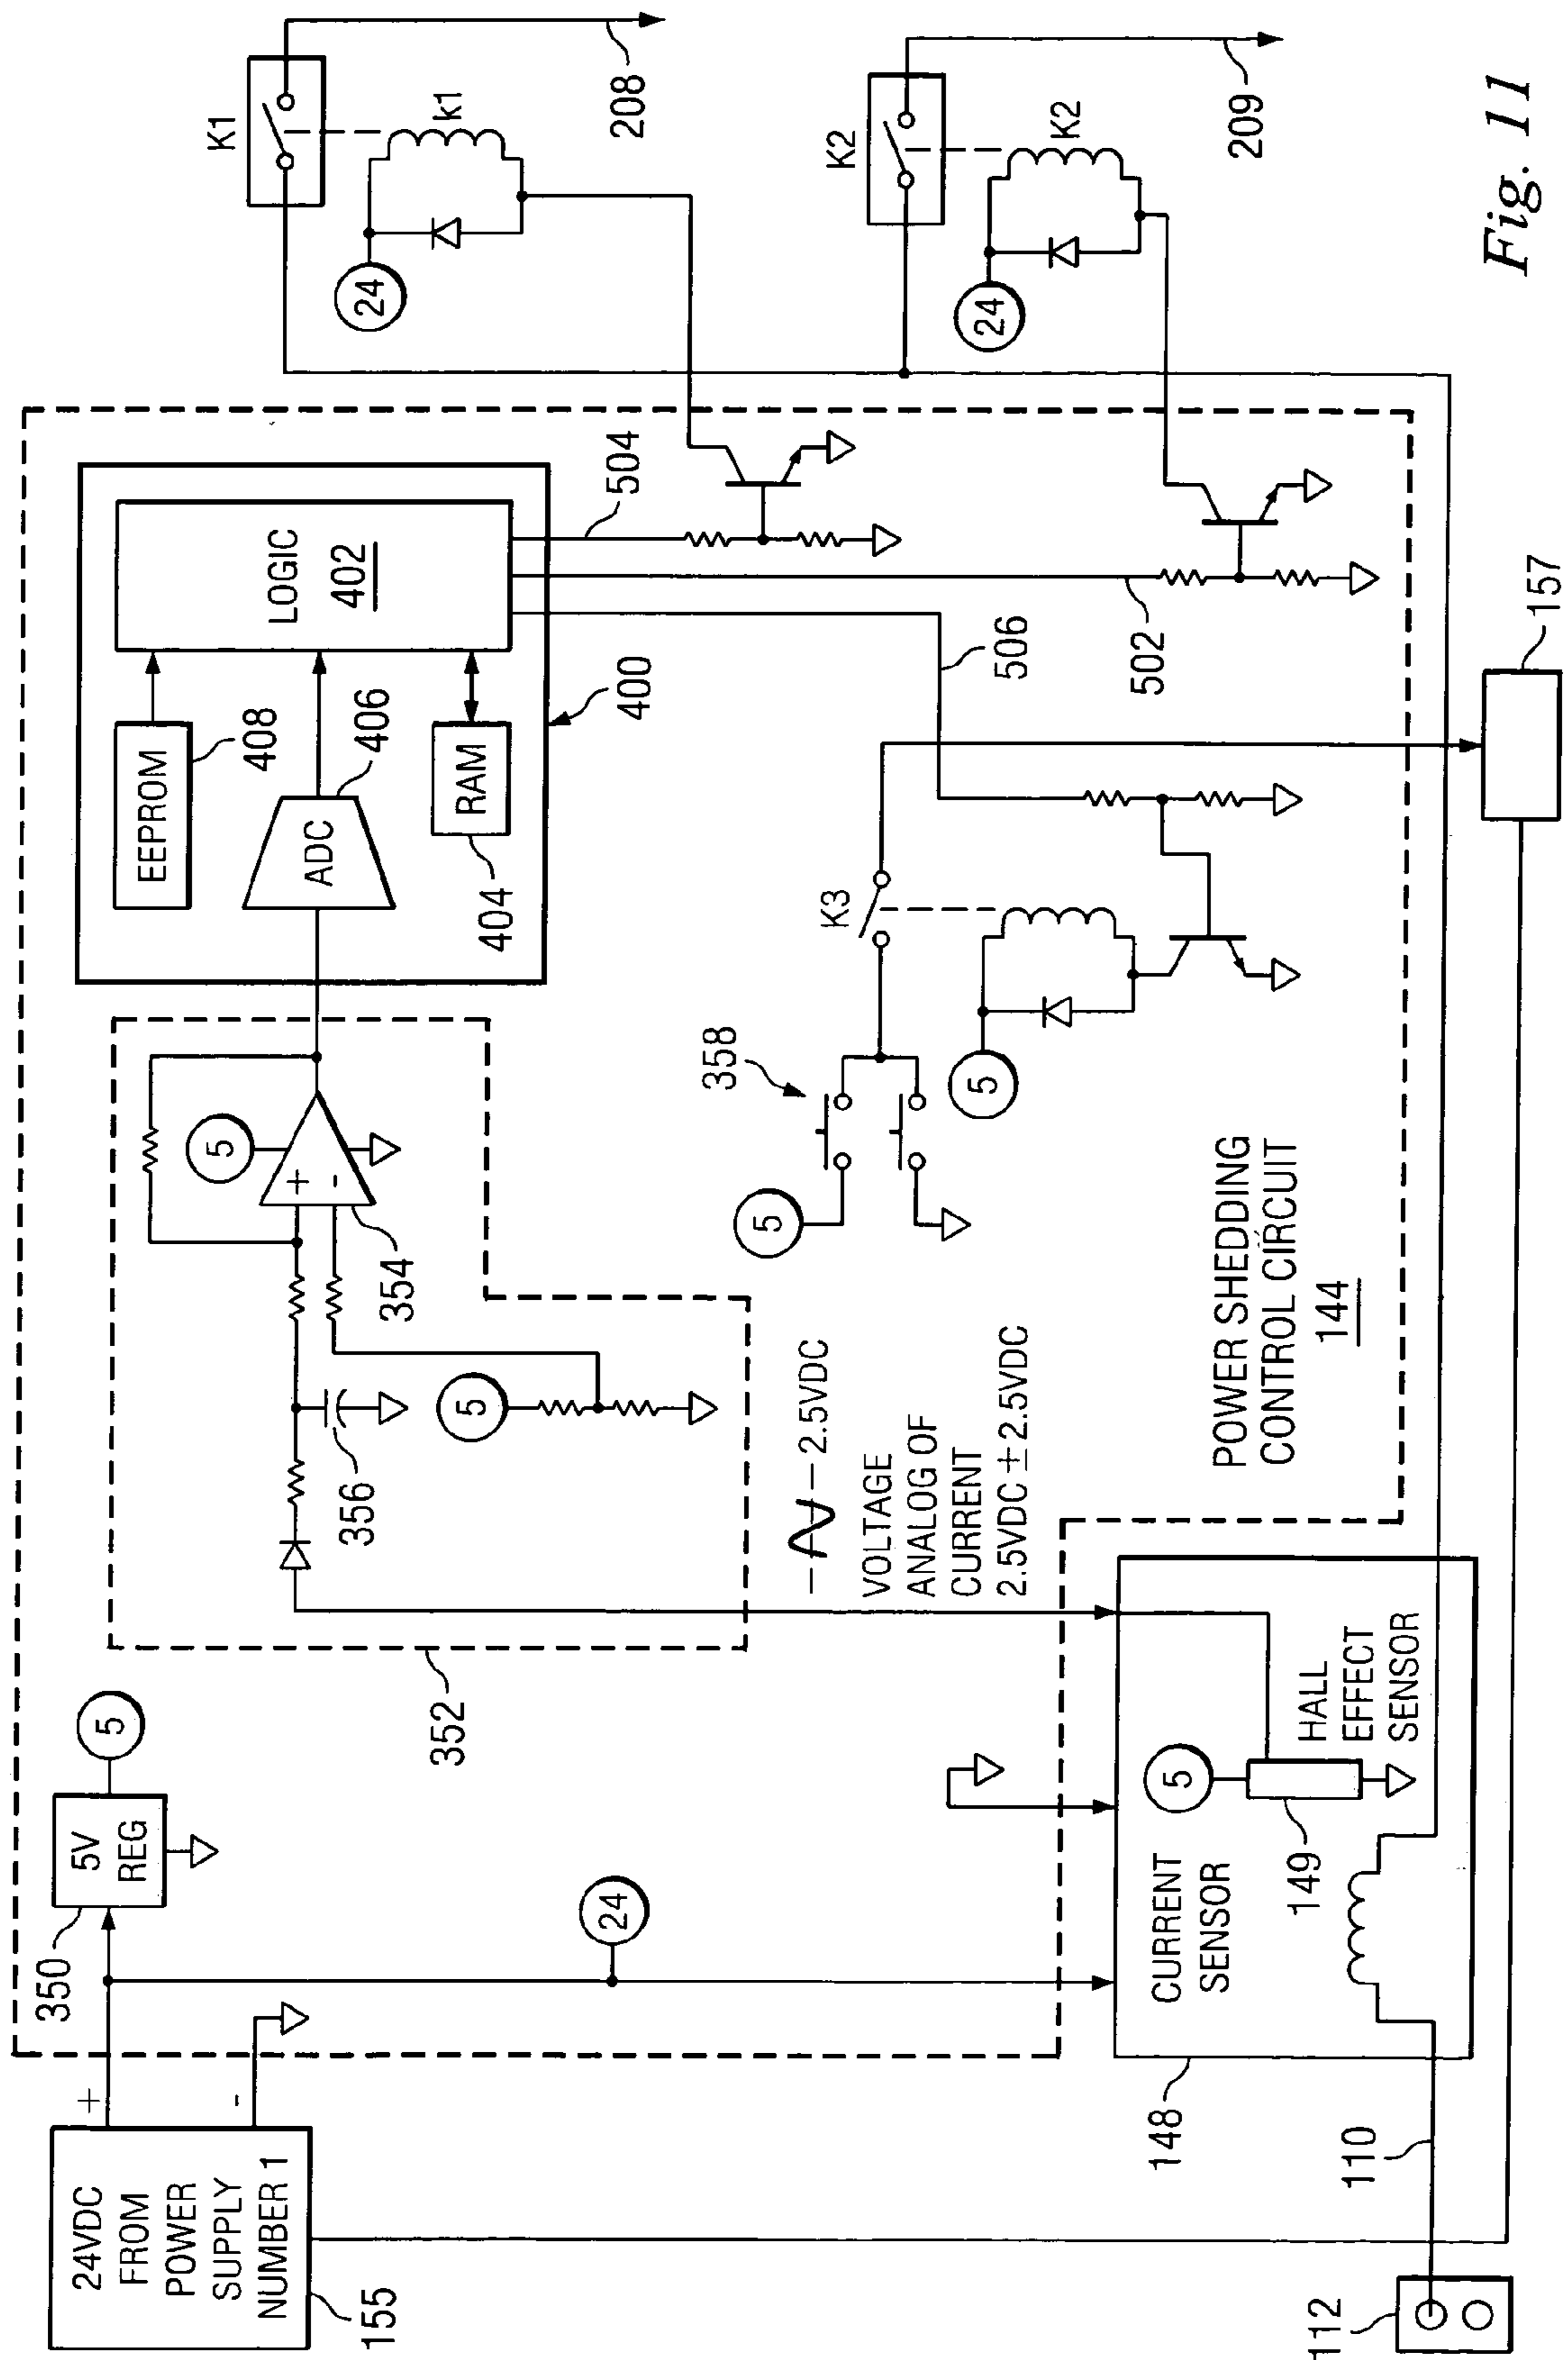 24VDC
FROM
POWER
SUPPLY
NUMBER 1
155
+
-
350
5V
REG
5
24
352
356
5
354
+
-
5
EEPROM
408
ADC
406
RAM
404
LOGIC
402
400
504
506
502
K1
k1
24
208
K2
K2
24
209
-2.5VDC
VOLTAGE
ANALOG OF
CURRENT
2.5VDC ± 2.5VDC
358
5
K3
5
POWER SHEDDING
CONTROL CIRCUIT
144
CURRENT
SENSOR
5
149
HALL
EFFECT
SENSOR
148
110
112
157
Fig. 11